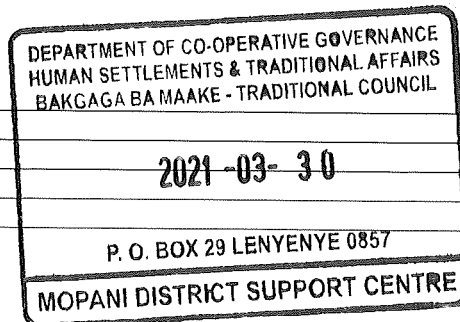 DEPARTMENT OF CO-OPERATIVE GOVERNANCE
HUMAN SETTLEMENTS & TRADITIONAL AFFAIRS
BAKGAGA BA MAAKE - TRADITIONAL COUNCIL
2021 -03- 30
P. O. BOX 29 LENYENYE 0857
MOPANI DISTRICT SUPPORT CENTRE